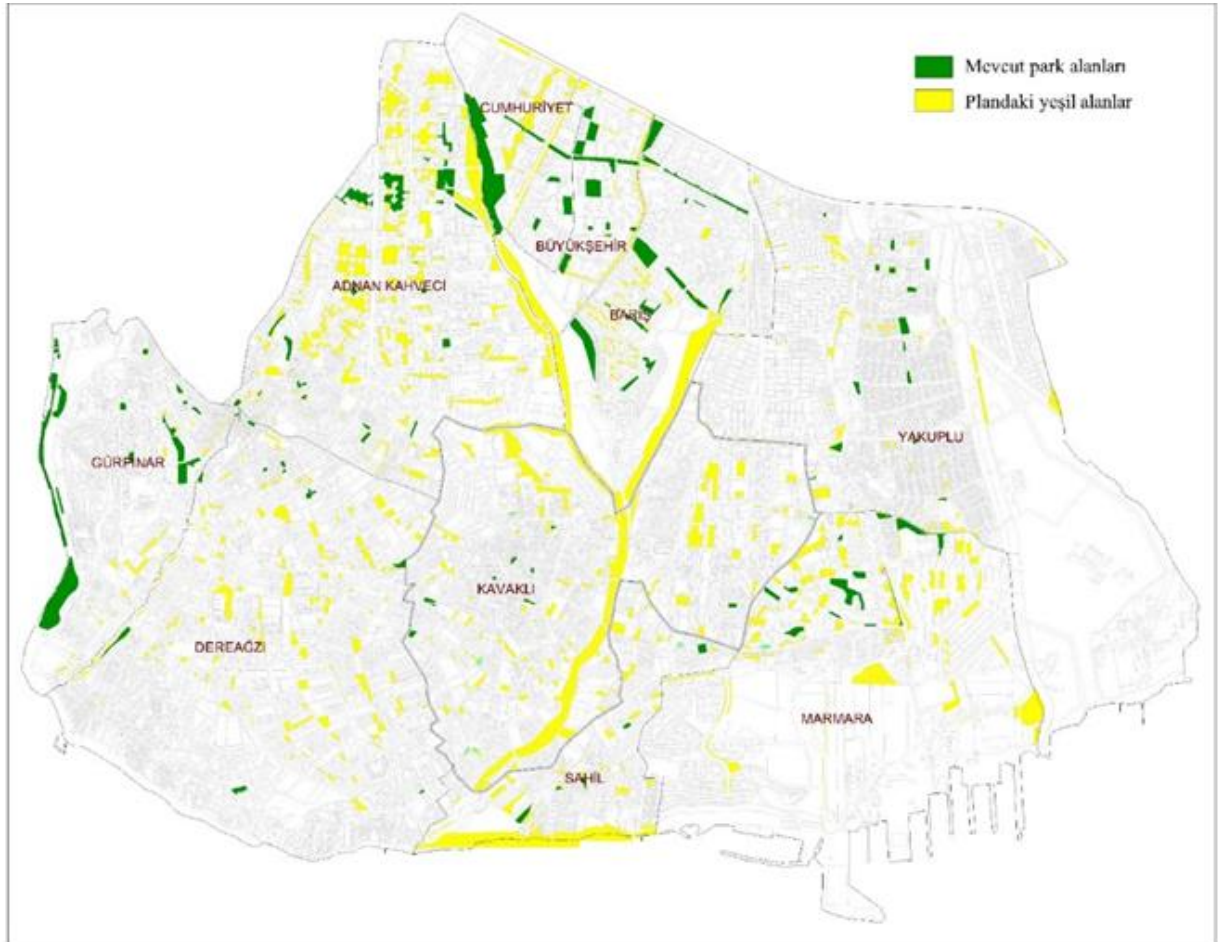 Mevcut park alanları
Plandaki yeşil alanlar
CUMHURİYET
BÜYÜKŞEHİR
ADNAN KAHVECİ
BARIŞ
YAKUPLU
GÜRPINAR
KAVAKLI
DEREAĞZI
MARMARA
SAHİL